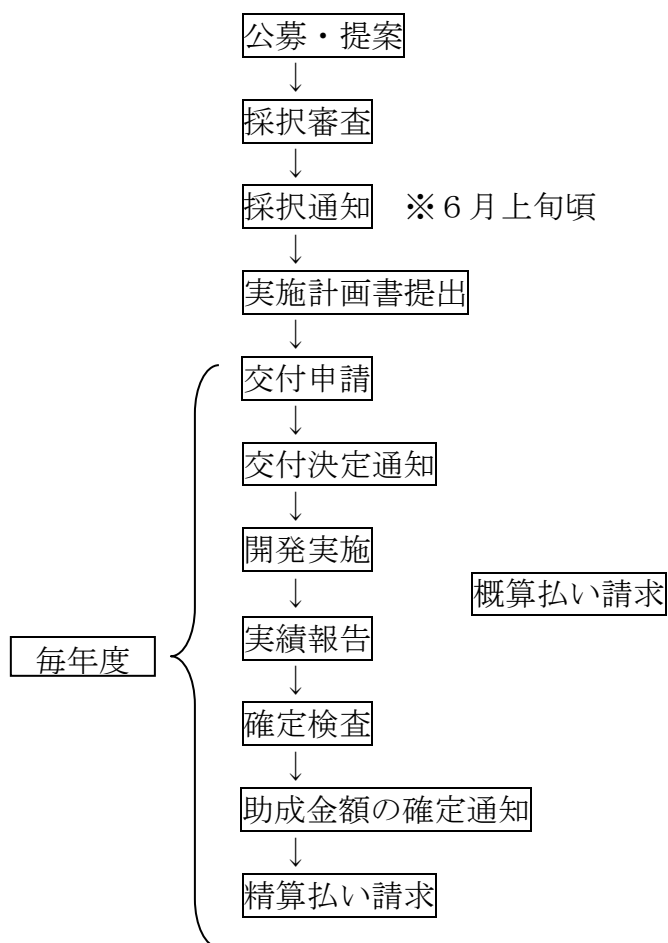 公募・提案
↓
採択審査
↓
採択通知 ※６月上旬頃
↓
実施計画書提出
↓
交付申請
↓
交付決定通知
↓
開発実施
↓
概算払い請求
実績報告
毎年度
↓
確定検査
↓
助成金額の確定通知
↓
精算払い請求